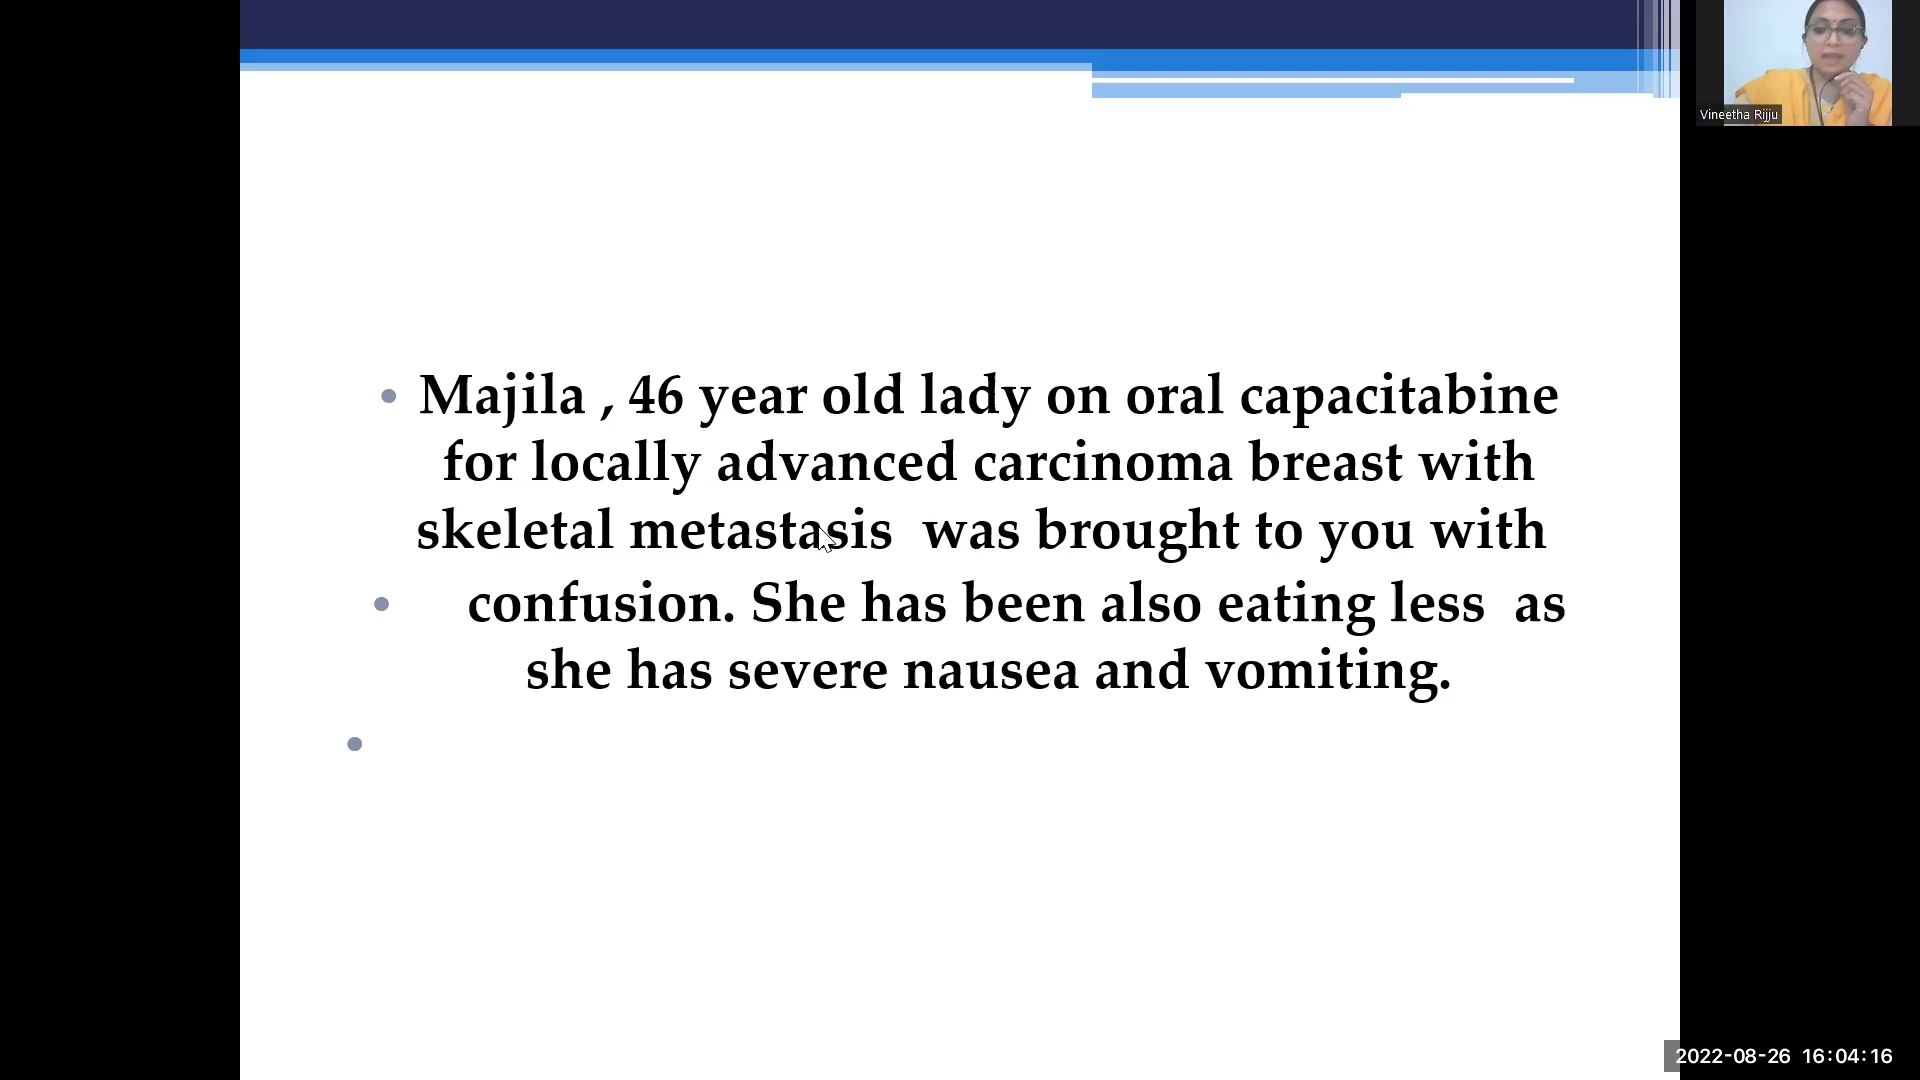 Vineetha Rijju
• Majila , 46 year old lady on oral capacitabine
for locally advanced carcinoma breast with
skeletal metastasis was brought to you with
• confusion. She has been also eating less as
she has severe nausea and vomiting.
•
2022-08-26 16:04:16